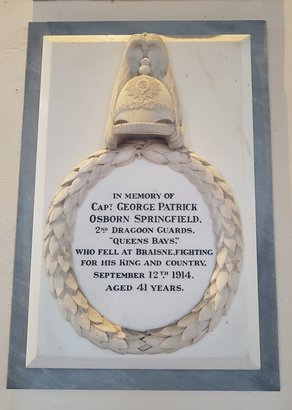 IN MEMORY OF
CAPT. GEORGE PATRICK
OSBORN SPRINGFIELD.
2ND DRAGOON GUARDS.
"QUEENS BAYS,"
WHO FELL AT BRAISNE, FIGHTING
FOR HIS KING AND COUNTRY.
SEPTEMBER 12TH 1914.
AGED 41 YEARS.